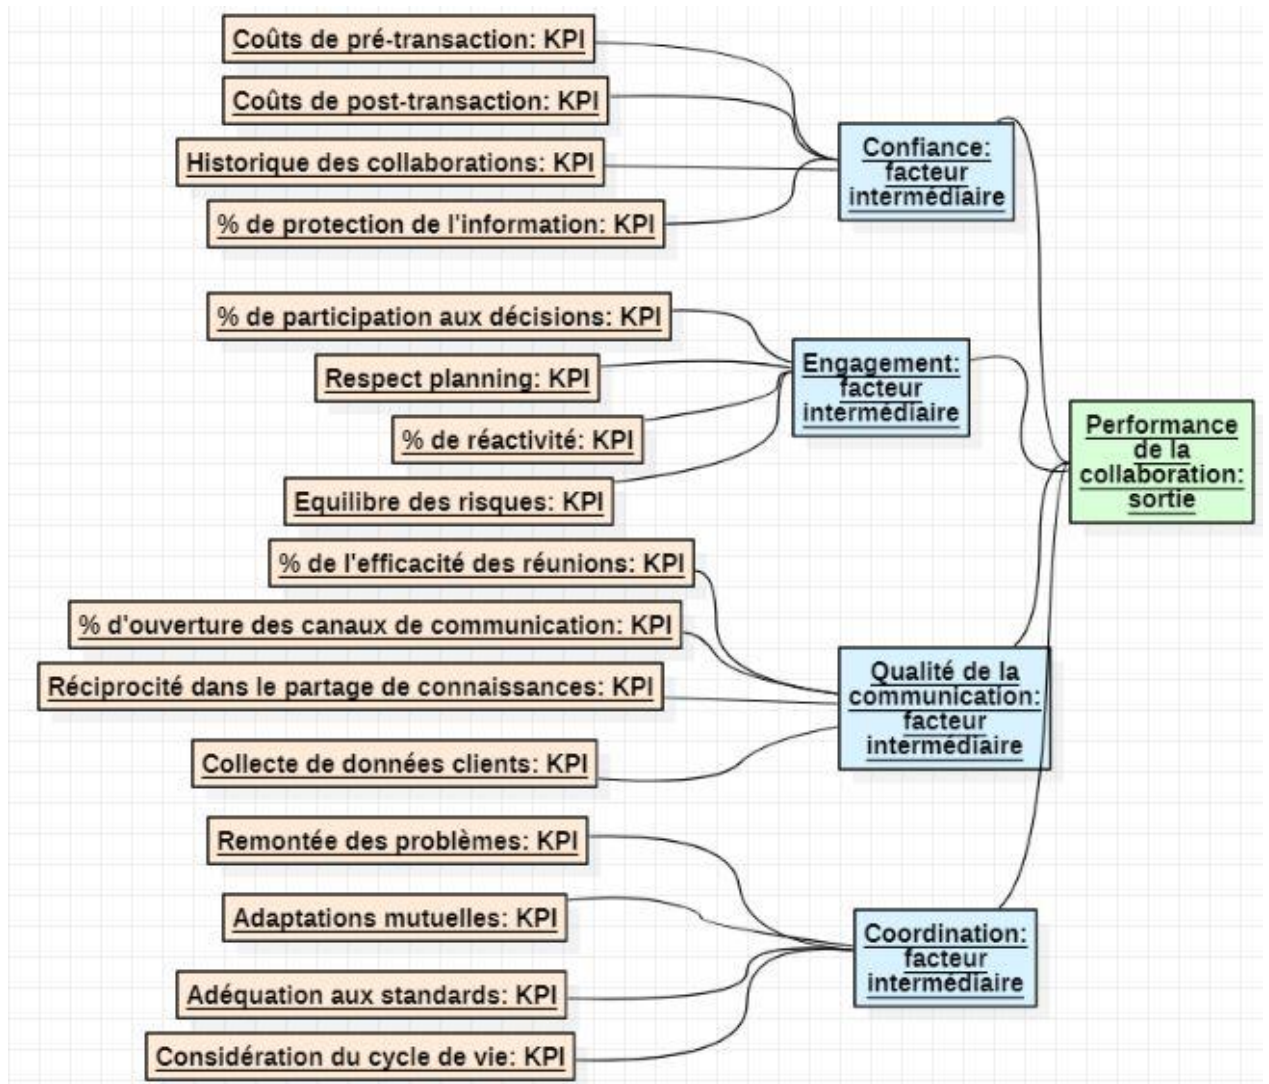 Coûts de pré-transaction: KPI
Coûts de post-transaction: KPI
Historique des collaborations: KPI
% de protection de l'information: KPI
Confiance:
facteur
intermédiaire
% de participation aux décisions: KPI
Respect planning: KPI
% de réactivité: KPI
Equilibre des risques: KPI
Engagement:
facteur
intermédiaire
Performance
de la
collaboration:
sortie
% de l'efficacité des réunions: KPI
% d'ouverture des canaux de communication: KPI
Réciprocité dans le partage de connaissances: KPI
Collecte de données clients: KPI
Qualité de la
communication:
facteur
intermédiaire
Remontée des problèmes: KPI
Adaptations mutuelles: KPI
Adéquation aux standards: KPI
Considération du cycle de vie: KPI
Coordination:
facteur
intermédiaire